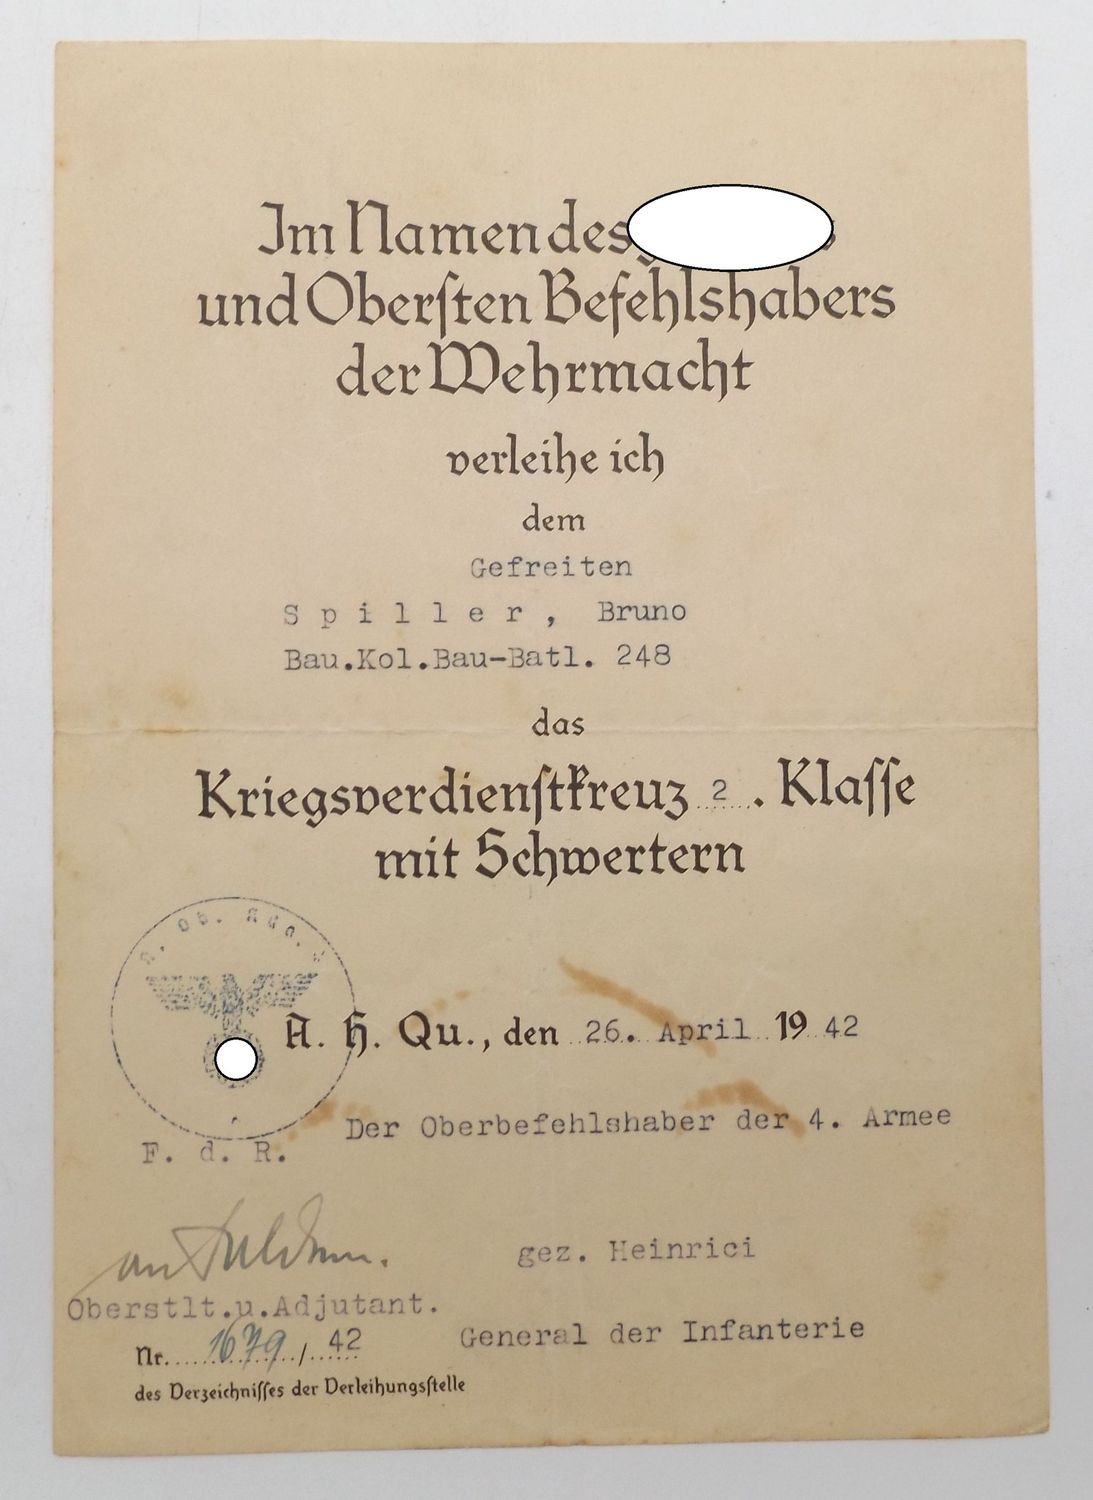 Im Namen des
und Obersten Befehlshabers
der Wehrmacht
verleihe ich
dem
Gefreiten
Spiller, Bruno
Bau.Kol.Bau-Batl. 248
das
Kriegsverdienstkreuz 2. Klasse
mit Schwertern
A. H. Qu., den 26. April 19 42
Der Oberbefehlshaber der 4. Armee
F. d. R.
gez. Heinrici
Oberstlt.u.Adjutant.
General der Infanterie
Nr. 1679 / 42
des Verzeichnisses der Verleihungsstelle